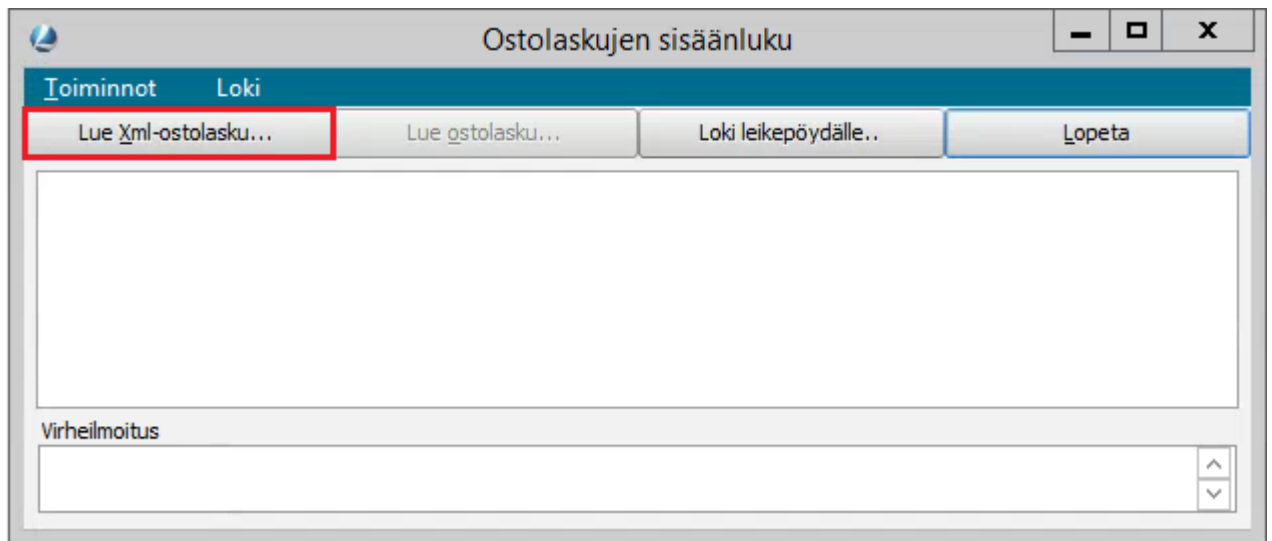 Ostolaskujen sisäänluku
Toiminnot Loki
Lue Xml-ostolasku... Lue ostolasku... Loki leikepöydälle.. Lopeta
Virheilmoitus